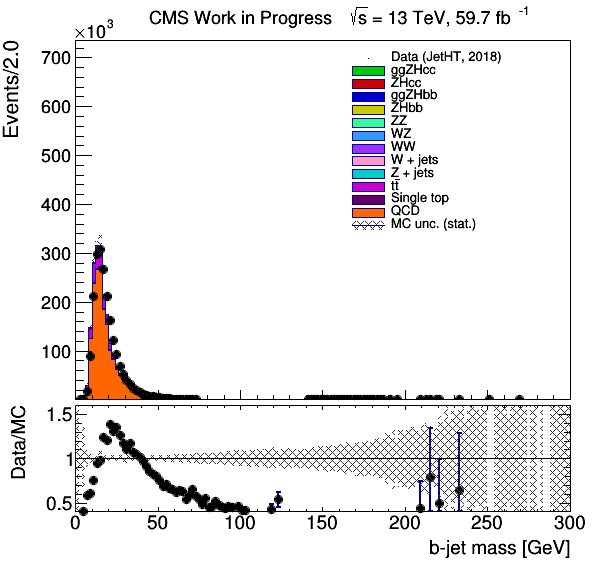 CMS Work in Progress √s = 13 TeV, 59.7 fb⁻¹
×10³
Events/2.0
700
600
500
400
300
200
100
Data (JetHT, 2018)
ggZHcc
ZHcc
ggZHbb
ZHbb
ZZ
WZ
WW
W + jets
Z + jets
tt̄
Single top
QCD
MC unc. (stat.)
Data/MC
1.5
1
0.5
0 50 100 150 200 250 300
b-jet mass [GeV]